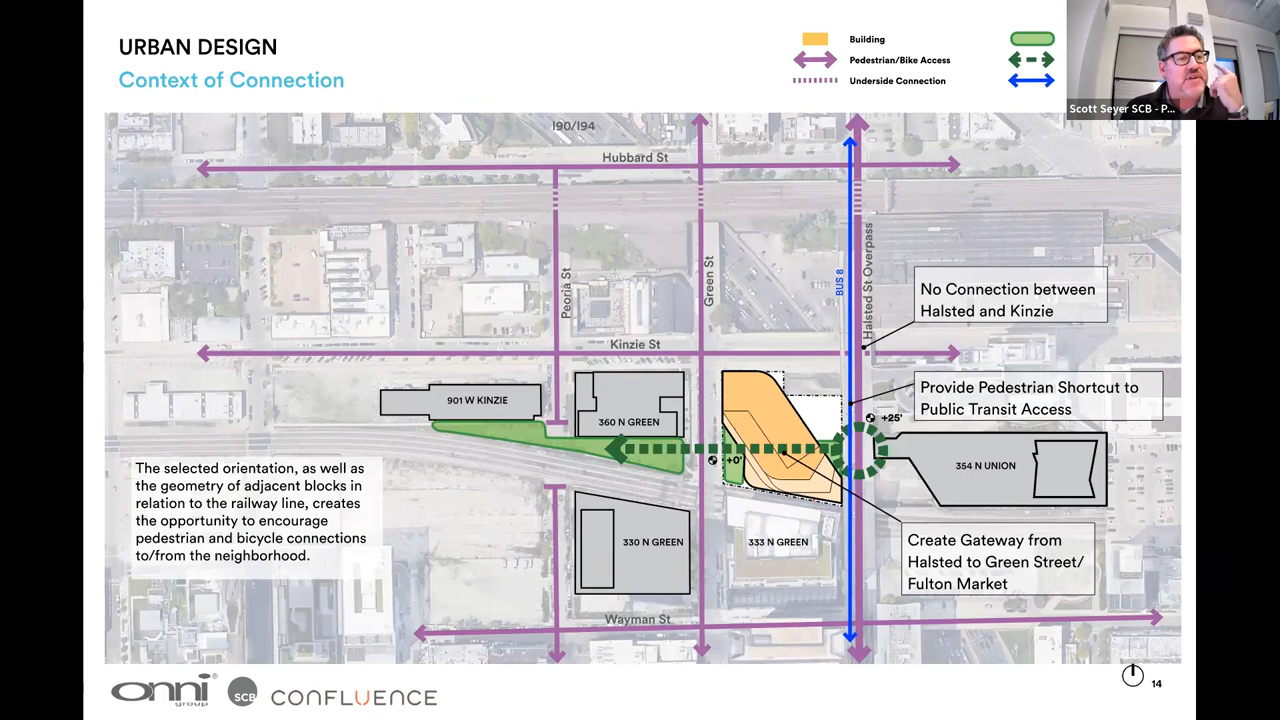 URBAN DESIGN
Context of Connection
Building
Pedestrian/Bike Access
Underside Connection
Scott Seyer SCB - P...
I90/I94
Hubbard St
Peoria St
Green St
BUS 8
Halsted St Overpass
No Connection between
Halsted and Kinzie
Kinzie St
Provide Pedestrian Shortcut to
Public Transit Access
901 W KINZIE
360 N GREEN
+25'
+0'
354 N UNION
The selected orientation, as well as
the geometry of adjacent blocks in
relation to the railway line, creates
the opportunity to encourage
pedestrian and bicycle connections
to/from the neighborhood.
330 N GREEN
333 N GREEN
Create Gateway from
Halsted to Green Street/
Fulton Market
Wayman St
onni®
group
SCB
CONFLUENCE
14